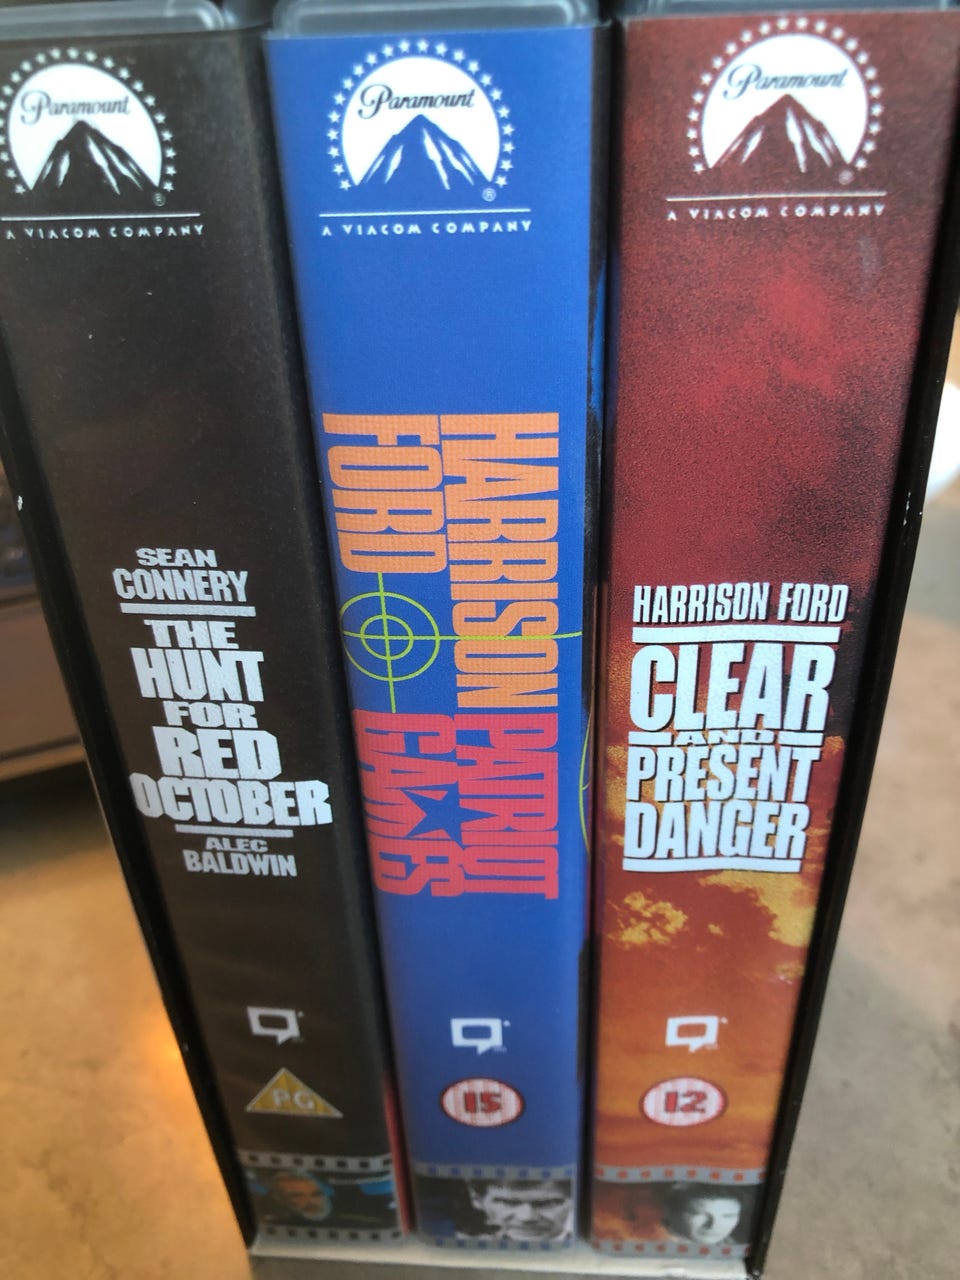 Paramount
®
A VIACOM COMPANY
SEAN
CONNERY
THE
HUNT
FOR
RED
OCTOBER
ALEC
BALDWIN
PG
Paramount
®
A VIACOM COMPANY
HARRISON
FORD
PATRIOT
GAMES
15
Paramount
®
A VIACOM COMPANY
HARRISON FORD
CLEAR
AND
PRESENT
DANGER
12